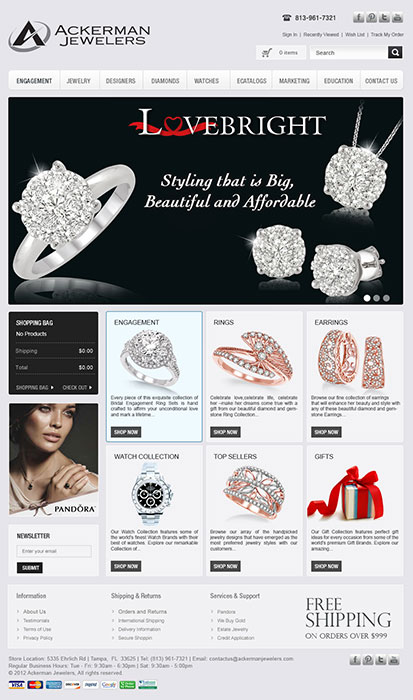 ACKERMAN
JEWELERS
813-961-7321
Sign In | Recently Viewed | Wish List | Track My Order
0 items
Search
ENGAGEMENT JEWELRY DESIGNERS DIAMONDS WATCHES ECATALOGS MARKETING EDUCATION CONTACT US
LOVEBRIGHT
Styling that is Big,
Beautiful and Affordable
SHOPPING BAG
No Products
Shipping $0.00
Total $0.00
SHOPPING BAG CHECK OUT
ENGAGEMENT
Every piece of this exquisite collection of
Bridal Engagement Ring Sets is hand
crafted to affirm your unconditional love
and mark a lifetime...
SHOP NOW
RINGS
Celebrate love,celebrate life, celebrate
her -make her dreams come true with a
gift from our beautiful diamond and gem-
stone Ring Collection...
SHOP NOW
EARRINGS
Browse our fine collection of earrings
that will enhance her beauty and style with
any of these beautiful diamond and gem-
stone Earrings...
SHOP NOW
PANDÖRA
WATCH COLLECTION
Our Watch Collection features some of
the world's finest Watch Brands with their
best of watches. Explore our remarkable
Collection of...
SHOP NOW
TOP SELLERS
Browse our array of the handpicked
jewelry designs that have emerged as the
most preferred jewelry styles with our
customers...
SHOP NOW
GIFTS
Our Gift Collection features perfect gift
ideas for every occasion from some of the
world's premium Gift Brands. Explore our
amazing...
SHOP NOW
NEWSLETTER
Enter your email
SUBMIT
Information
About Us
Testimonials
Terms of Use
Privacy Policy
Shipping & Returns
Orders and Returns
International Shipping
Delivery Information
Secure Shoppin
Services & Support
Pandora
We Buy Gold
Estate Jewelry
Credit Application
FREE
SHIPPING
ON ORDERS OVER $999
Store Location: 5335 Ehrlich Rd | Tampa, FL 33625 | Tel: (813) 961-7321 | Email: contactus@ackermanjewelers.com
Regular Business Hours: Tue - Fri: 9:30am - 6:30pm | Sat: 9:30am - 5:00pm
© 2012 Ackerman Jewelers, All rights reserved